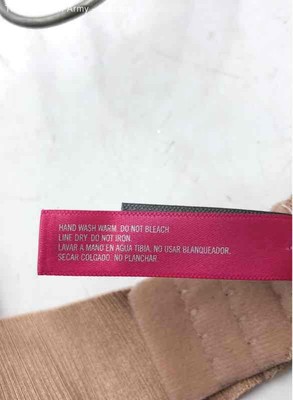 Army
HAND WASH WARM. DO NOT BLEACH.
LINE DRY. DO NOT IRON.
LAVAR A MANO EN AGUA TIBIA, NO USAR BLANQUEADOR,
SECAR COLGADO, NO PLANCHAR.